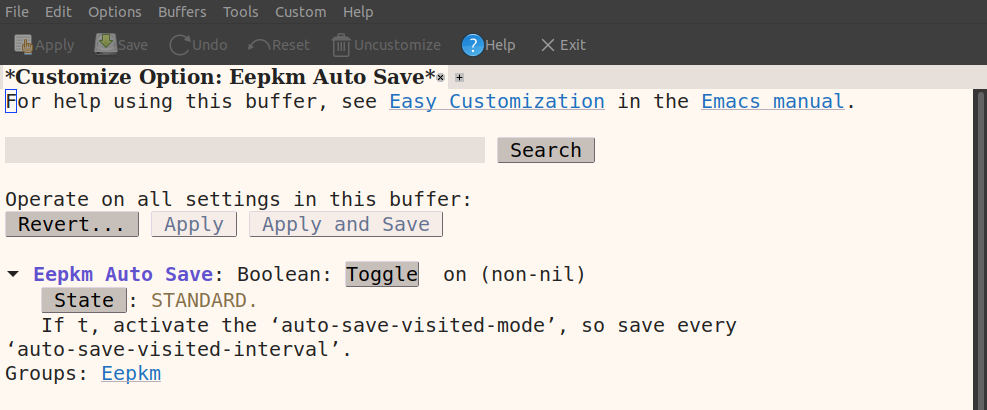 File Edit Options Buffers Tools Custom Help
Apply Save Undo Reset Uncustomize ? Help Exit
*Customize Option: Eepkm Auto Save*
For help using this buffer, see Easy Customization in the Emacs manual.
Search
Operate on all settings in this buffer:
Revert... Apply Apply and Save
Eepkm Auto Save: Boolean: Toggle on (non-nil)
State : STANDARD.
If t, activate the ‘auto-save-visited-mode’, so save every
‘auto-save-visited-interval’.
Groups: Eepkm